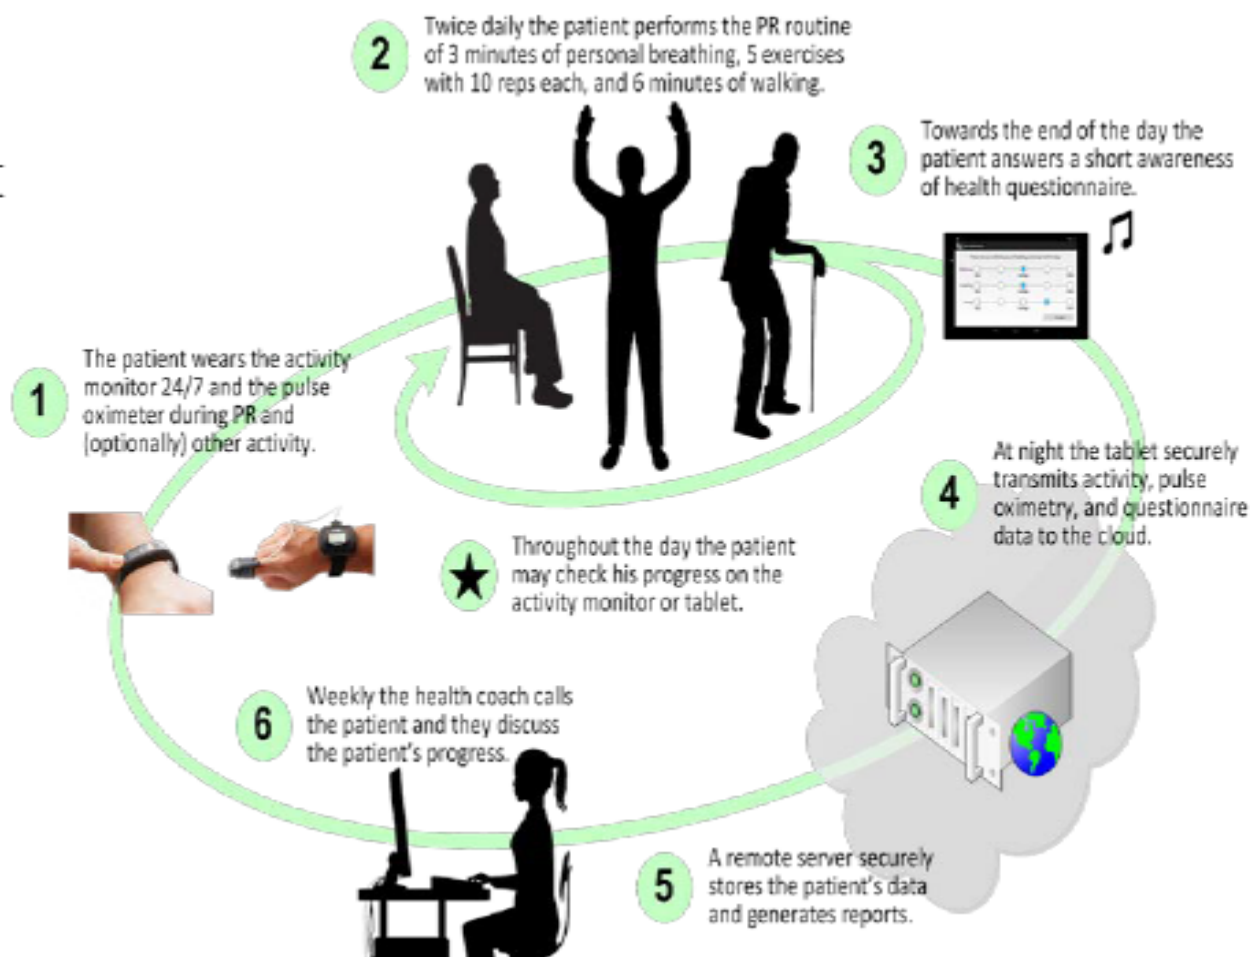 2
Twice daily the patient performs the PR routine
of 3 minutes of personal breathing, 5 exercises
with 10 reps each, and 6 minutes of walking.
3
Towards the end of the day the
patient answers a short awareness
of health questionnaire.
1
The patient wears the activity
monitor 24/7 and the pulse
oximeter during PR and
(optionally) other activity.
4
At night the tablet securely
transmits activity, pulse
oximetry, and questionnaire
data to the cloud.
★
Throughout the day the patient
may check his progress on the
activity monitor or tablet.
6
Weekly the health coach calls
the patient and they discuss
the patient's progress.
5
A remote server securely
stores the patient's data
and generates reports.